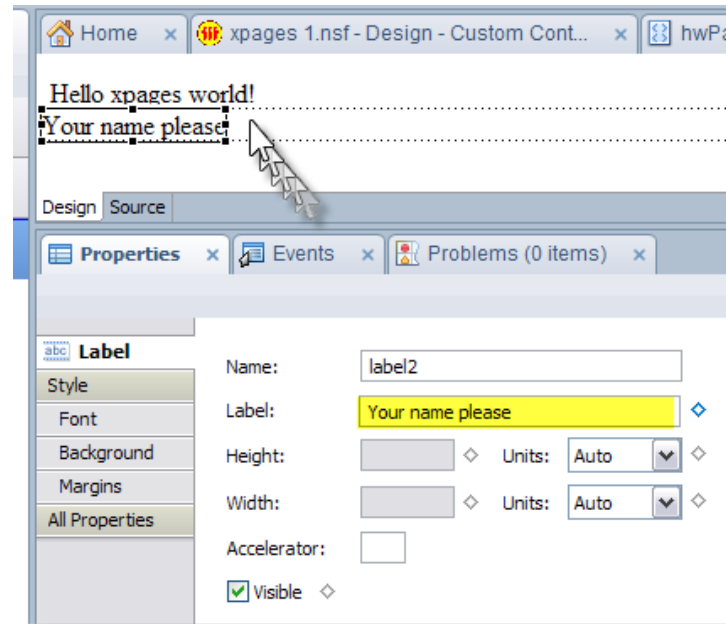 Home × xpages 1.nsf - Design - Custom Cont... × hwPa
Hello xpages world!
Your name please
Design Source
Properties × Events × Problems (0 items) ×
abc Label
Style
Font
Background
Margins
All Properties
Name: label2
Label: Your name please
Height: Units: Auto
Width: Units: Auto
Accelerator:
Visible